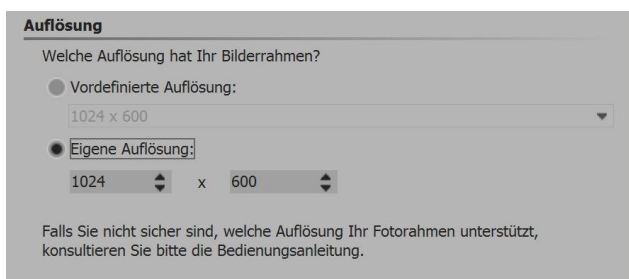 Auflösung
Welche Auflösung hat Ihr Bilderrahmen?
Vordefinierte Auflösung:
1024 x 600
Eigene Auflösung:
1024 x 600
Falls Sie nicht sicher sind, welche Auflösung Ihr Fotorahmen unterstützt,
konsultieren Sie bitte die Bedienungsanleitung.